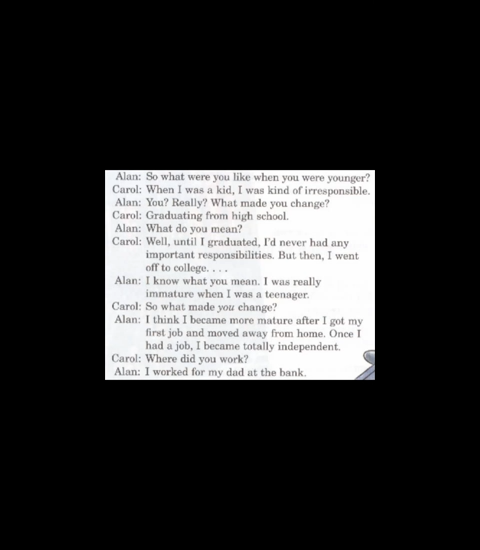 Alan: So what were you like when you were younger?
Carol: When I was a kid, I was kind of irresponsible.
Alan: You? Really? What made you change?
Carol: Graduating from high school.
Alan: What do you mean?
Carol: Well, until I graduated, I'd never had any
important responsibilities. But then, I went
off to college. . . .
Alan: I know what you mean. I was really
immature when I was a teenager.
Carol: So what made you change?
Alan: I think I became more mature after I got my
first job and moved away from home. Once I
had a job, I became totally independent.
Carol: Where did you work?
Alan: I worked for my dad at the bank.